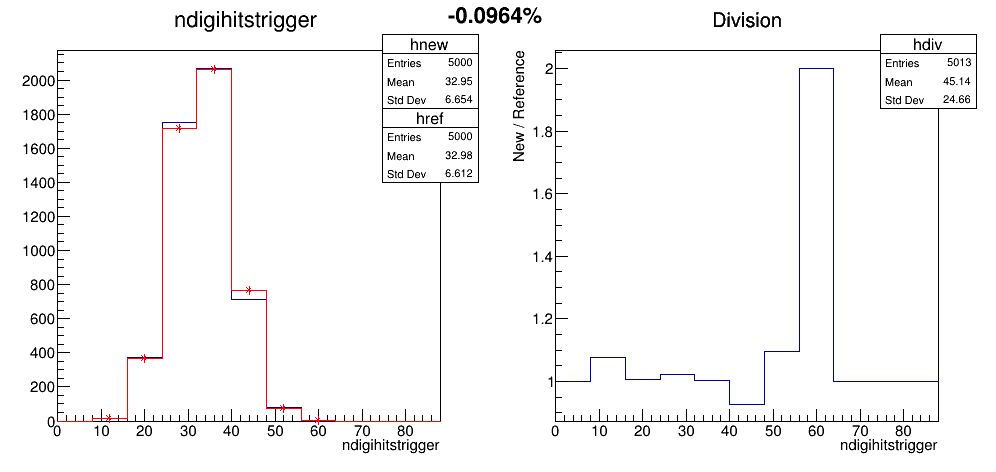 -0.0964%
ndigihitstrigger
hnew
Entries 5000
Mean 32.95
Std Dev 6.654
href
Entries 5000
Mean 32.98
Std Dev 6.612
2000
1800
1600
1400
1200
1000
800
600
400
200
0
0 10 20 30 40 50 60 70 80
ndigihitstrigger
Division
hdiv
Entries 5013
Mean 45.14
Std Dev 24.66
New / Reference
2
1.8
1.6
1.4
1.2
1
0 10 20 30 40 50 60 70 80
ndigihitstrigger